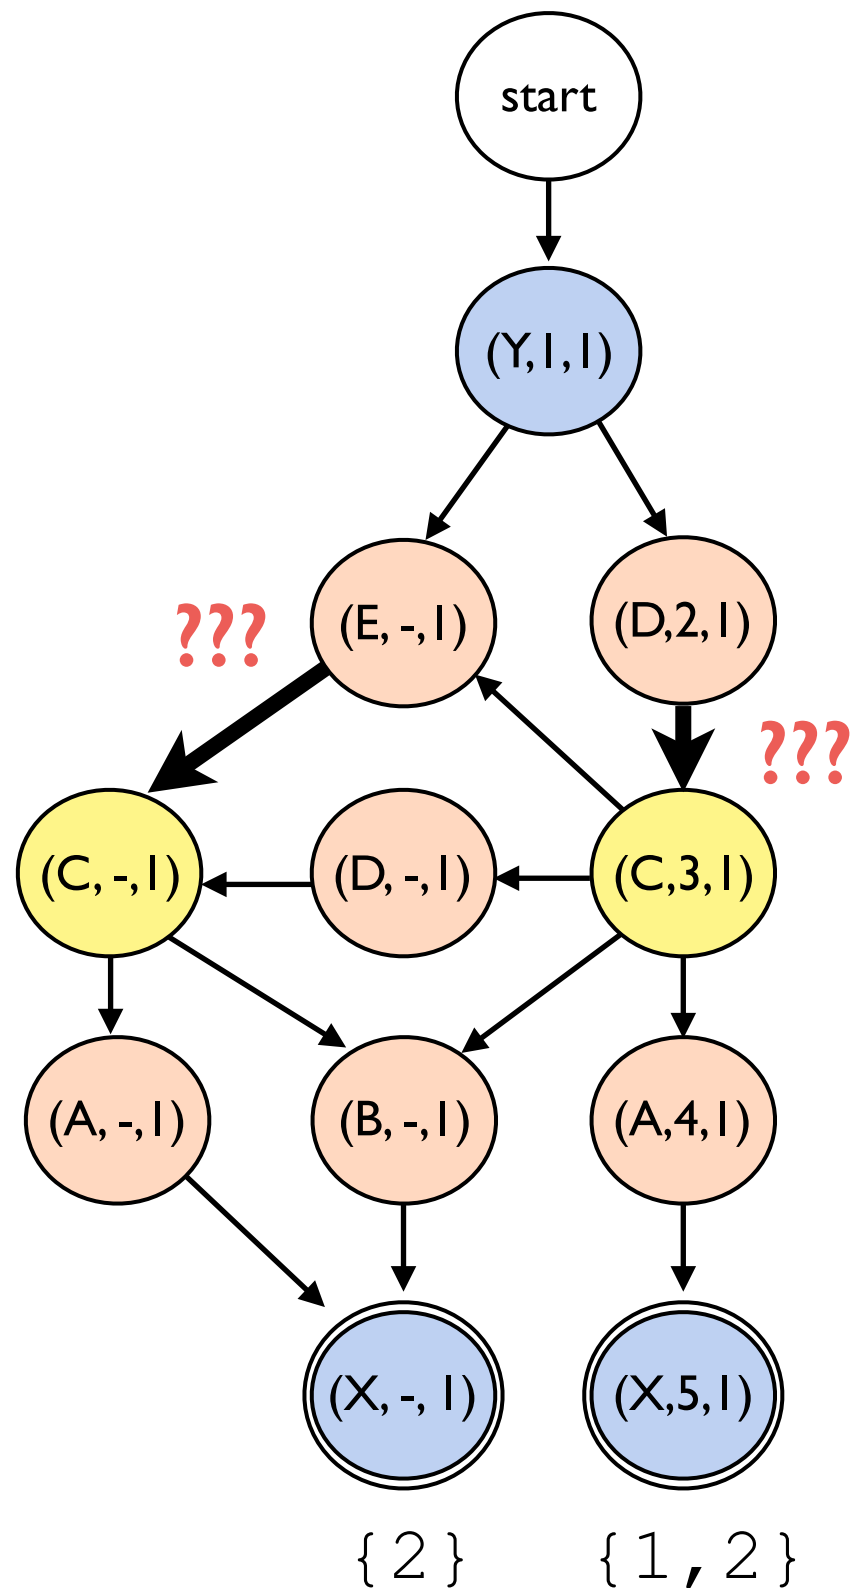 start
(Y,1,1)
(E,-,1)
(D,2,1)
???
???
(C,-,1)
(D,-,1)
(C,3,1)
(A,-,1)
(B,-,1)
(A,4,1)
(X,-,1)
(X,5,1)
{2}
{1,2}